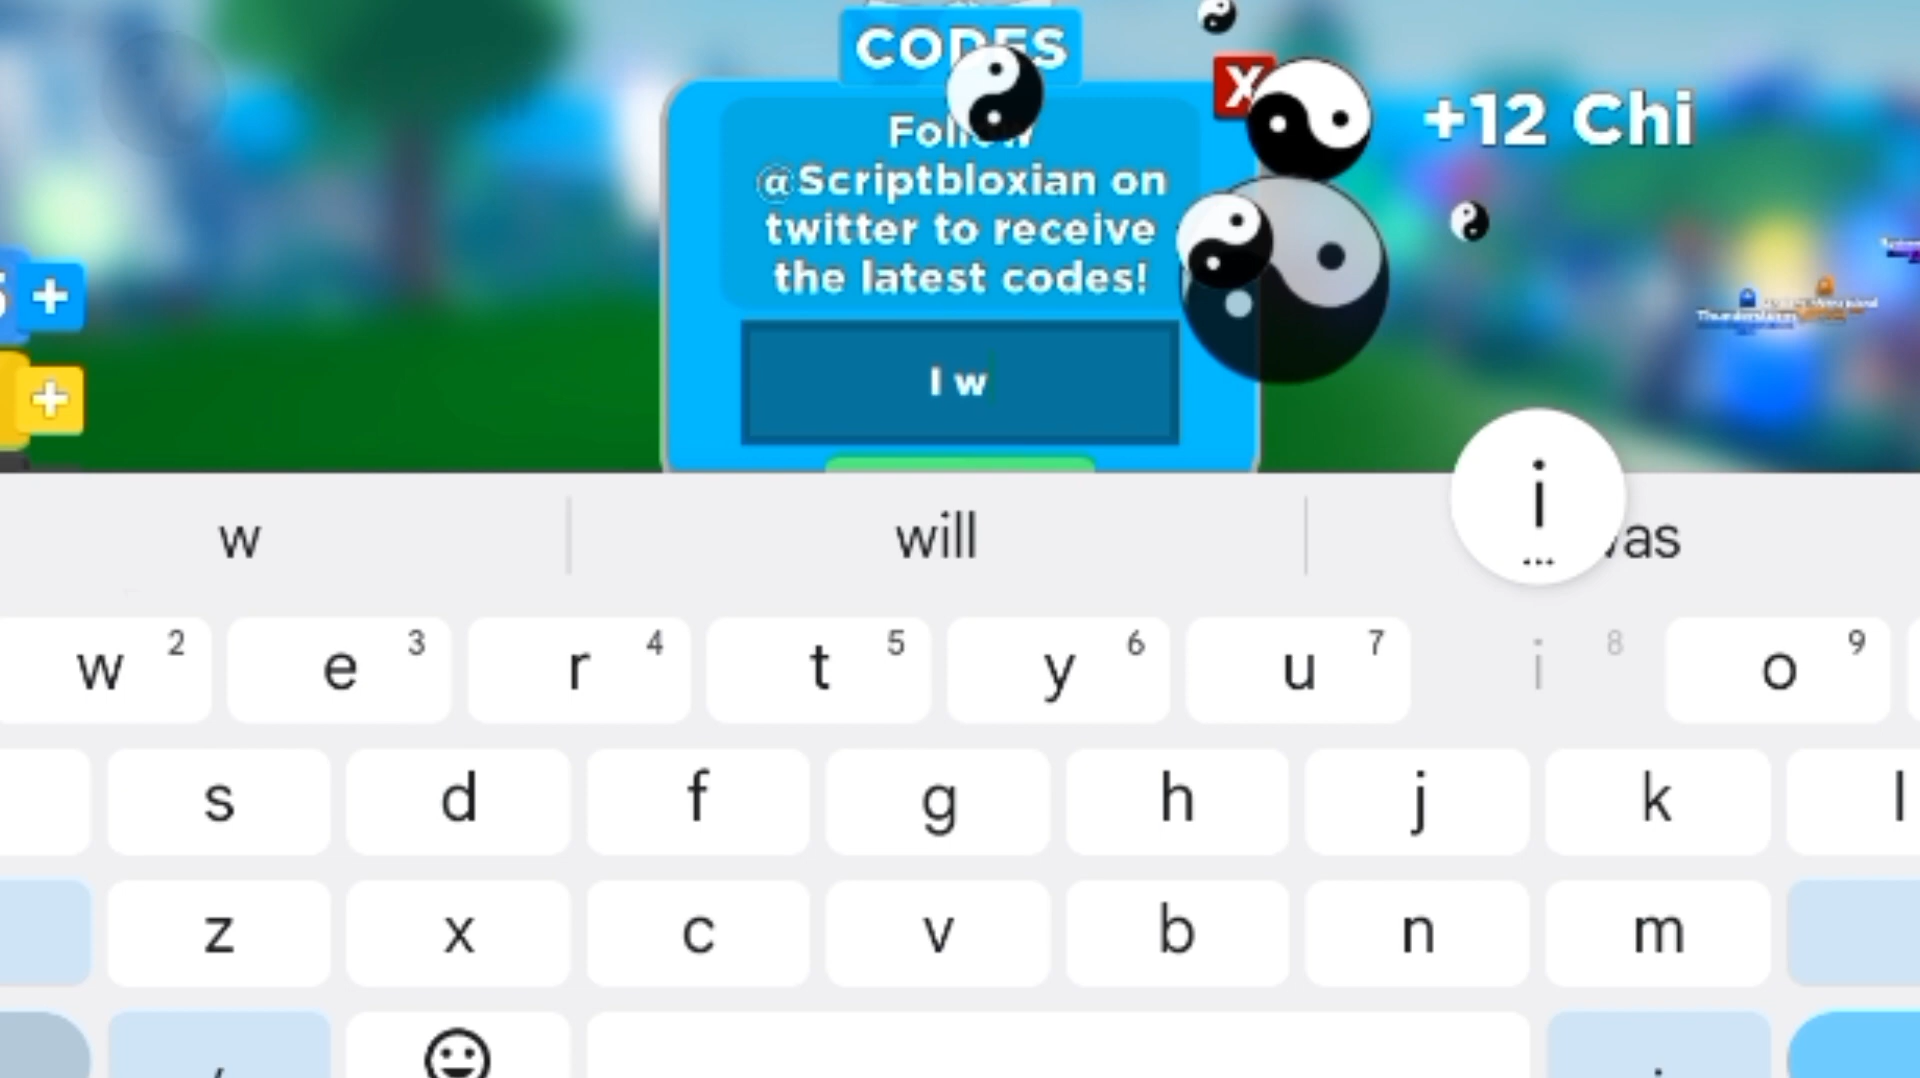 CODES
X
+12 Chi
Follow
@Scriptbloxian on
twitter to receive
the latest codes!
+
+
I w
w
will
i
...
w 2
e 3
r 4
t 5
y 6
u 7
i 8
o 9
s
d
f
g
h
j
k
l
z
x
c
v
b
n
m